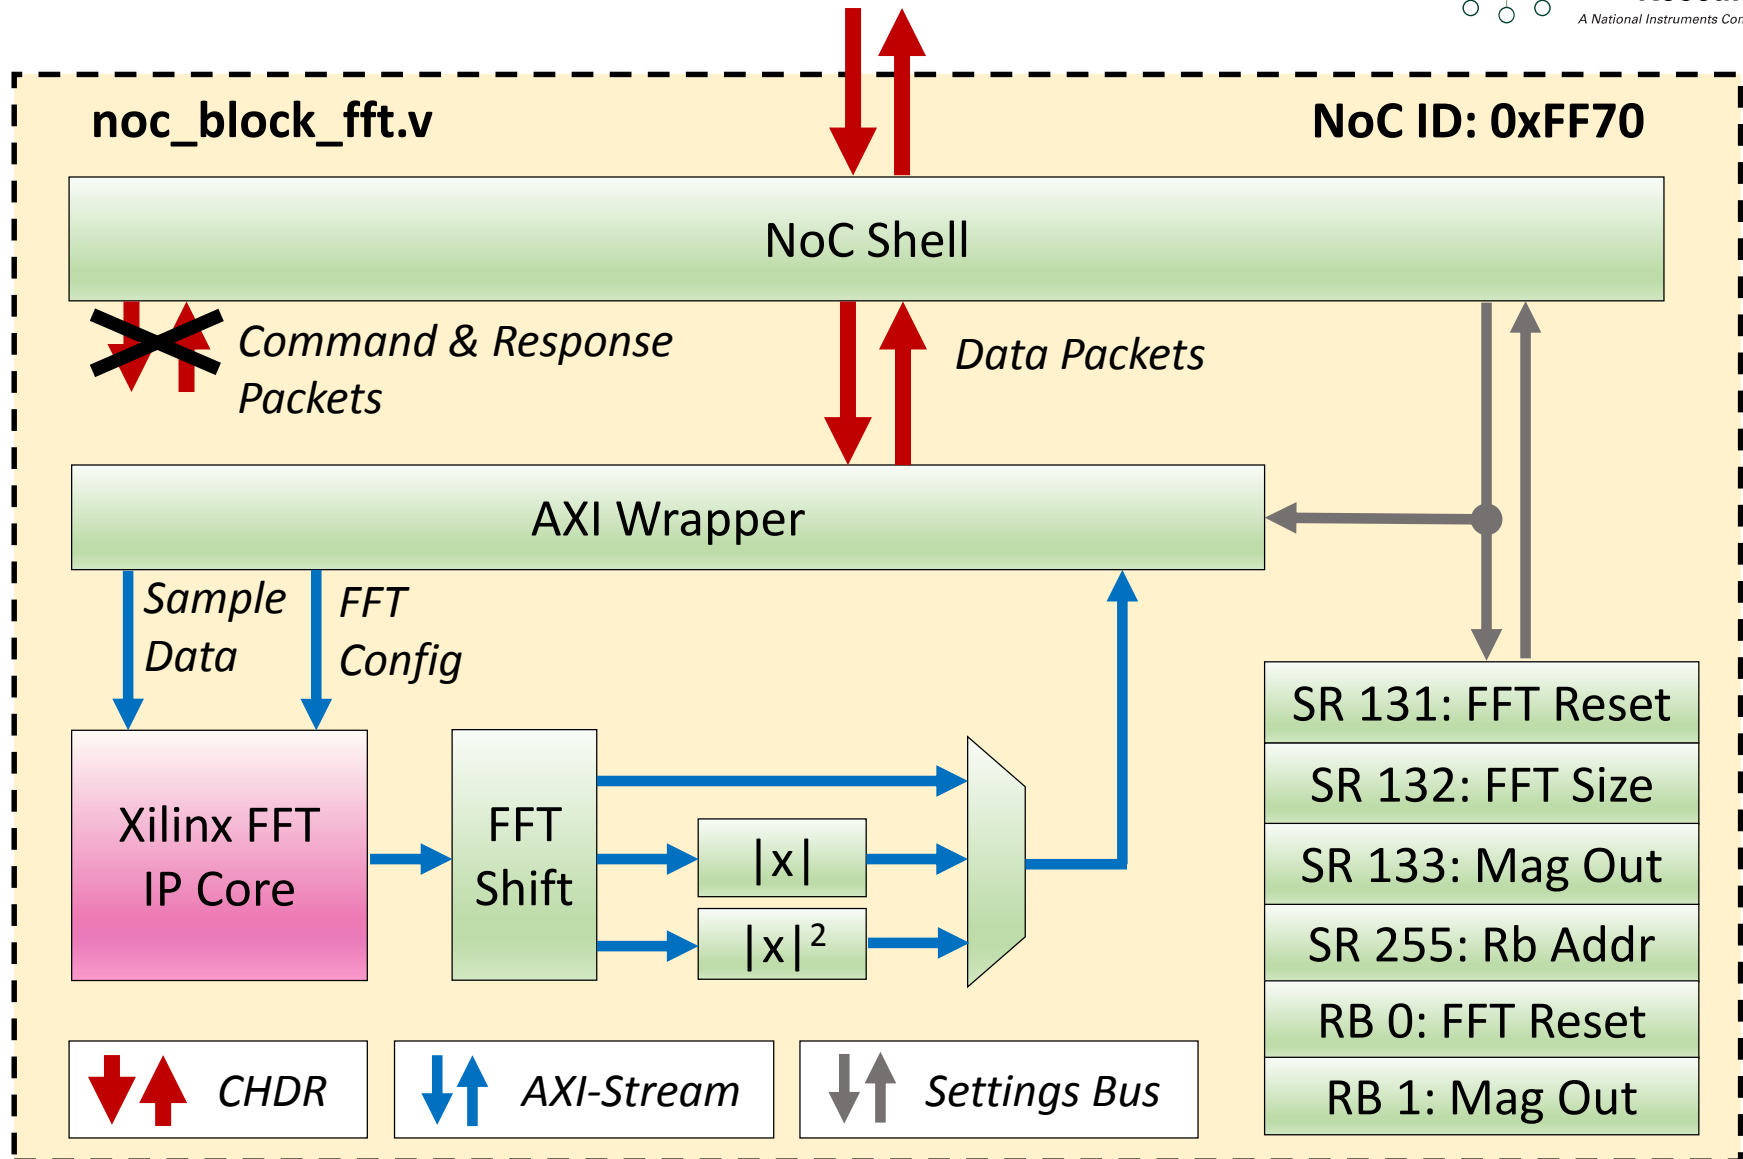 A National Instruments Com
noc_block_fft.v
NoC ID: 0xFF70
NoC Shell
Command & Response
Packets
Data Packets
AXI Wrapper
Sample
Data
FFT
Config
Xilinx FFT
IP Core
FFT
Shift
|x|
|x|²
SR 131: FFT Reset
SR 132: FFT Size
SR 133: Mag Out
SR 255: Rb Addr
RB 0: FFT Reset
RB 1: Mag Out
CHDR
AXI-Stream
Settings Bus